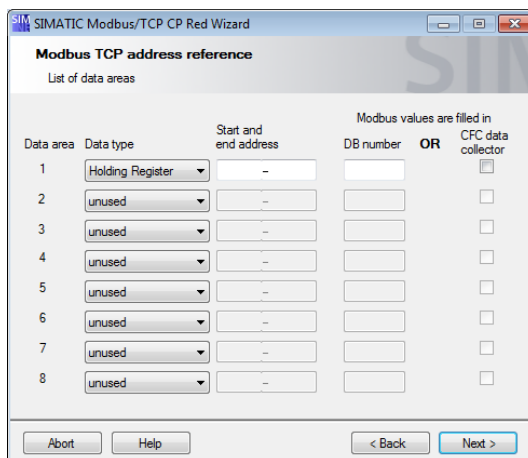 SIM SIMATIC Modbus/TCP CP Red Wizard
Modbus TCP address reference
List of data areas
SIM
Modbus values are filled in
Data area Data type Start and end address DB number OR CFC data collector
1 Holding Register –
2 unused –
3 unused –
4 unused –
5 unused –
6 unused –
7 unused –
8 unused –
Abort Help < Back Next >